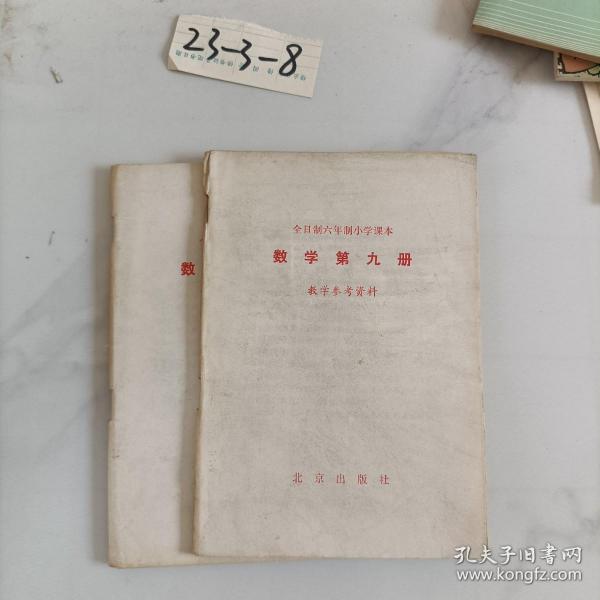 23-3-8
全日制六年制小学课本
数学第九册
教学参考资料
北京出版社
数
孔夫子旧书网
www.kongfz.com